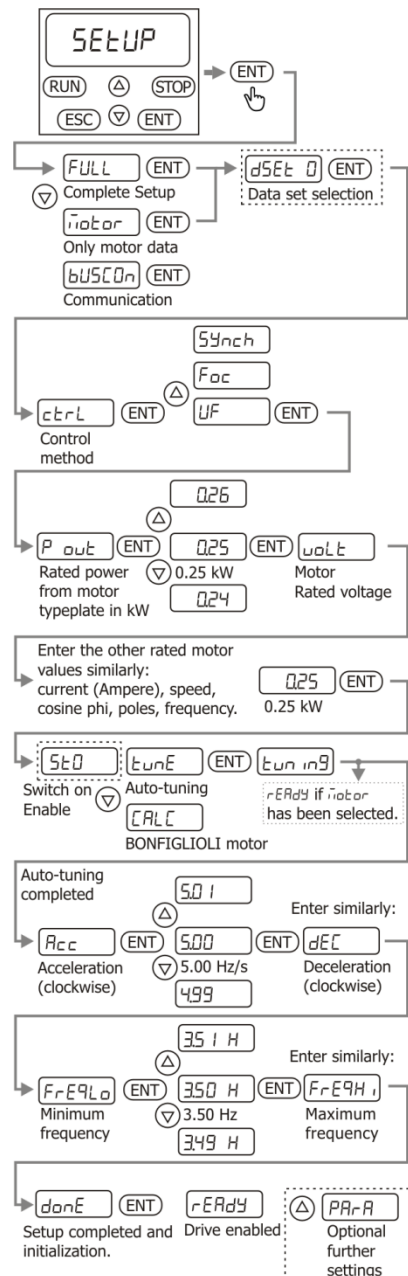 SEtUP
RUN STOP
ESC ENT
ENT
FULL ENT
Complete Setup
dSEt 0 ENT
Data set selection
motor
Only motor data
bUSCOn ENT
Communication
SYnch
Foc
ctrL ENT
UF ENT
Control
method
0.26
P out ENT
0.25 ENT
uoLt
Rated power
from motor
typeplate in kW
0.25 kW
Motor
Rated voltage
0.24
Enter the other rated motor
values similarly:
current (Ampere), speed,
cosine phi, poles, frequency.
0.25 ENT
0.25 kW
StO
tunE ENT
tun ing
Switch on
Enable
Auto-tuning
CALC
BONFIGLIOLI motor
rEAdY if motor
has been selected.
Auto-tuning
completed
5.01
Enter similarly:
Acc ENT
5.00 ENT
dEC
Acceleration
(clockwise)
5.00 Hz/s
Deceleration
(clockwise)
4.99
3.51 H
Enter similarly:
FrEqLo ENT
3.50 H ENT
FrEqHi
Minimum
frequency
3.50 Hz
Maximum
frequency
3.49 H
donE ENT
rEAdY
PArA
Setup completed and
initialization.
Drive enabled
Optional
further
settings